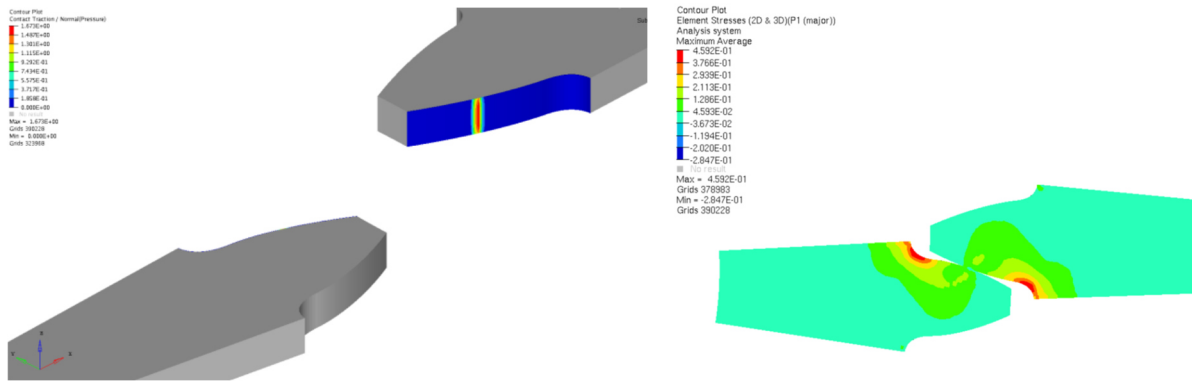 Contour Plot
Contact Traction / Normal(Pressure)
1.673E+00
1.487E+00
1.301E+00
1.115E+00
9.292E-01
7.434E-01
5.575E-01
3.717E-01
1.858E-01
0.000E+00
No result
Max = 1.673E+00
Grids 390228
Min = 0.000E+00
Grids 323998
Contour Plot
Element Stresses (2D & 3D)(P1 (major))
Analysis system
Maximum Average
4.592E-01
3.766E-01
2.939E-01
2.113E-01
1.286E-01
4.593E-02
-3.673E-02
-1.194E-01
-2.020E-01
-2.847E-01
No result
Max = 4.592E-01
Grids 378983
Min = -2.847E-01
Grids 390228